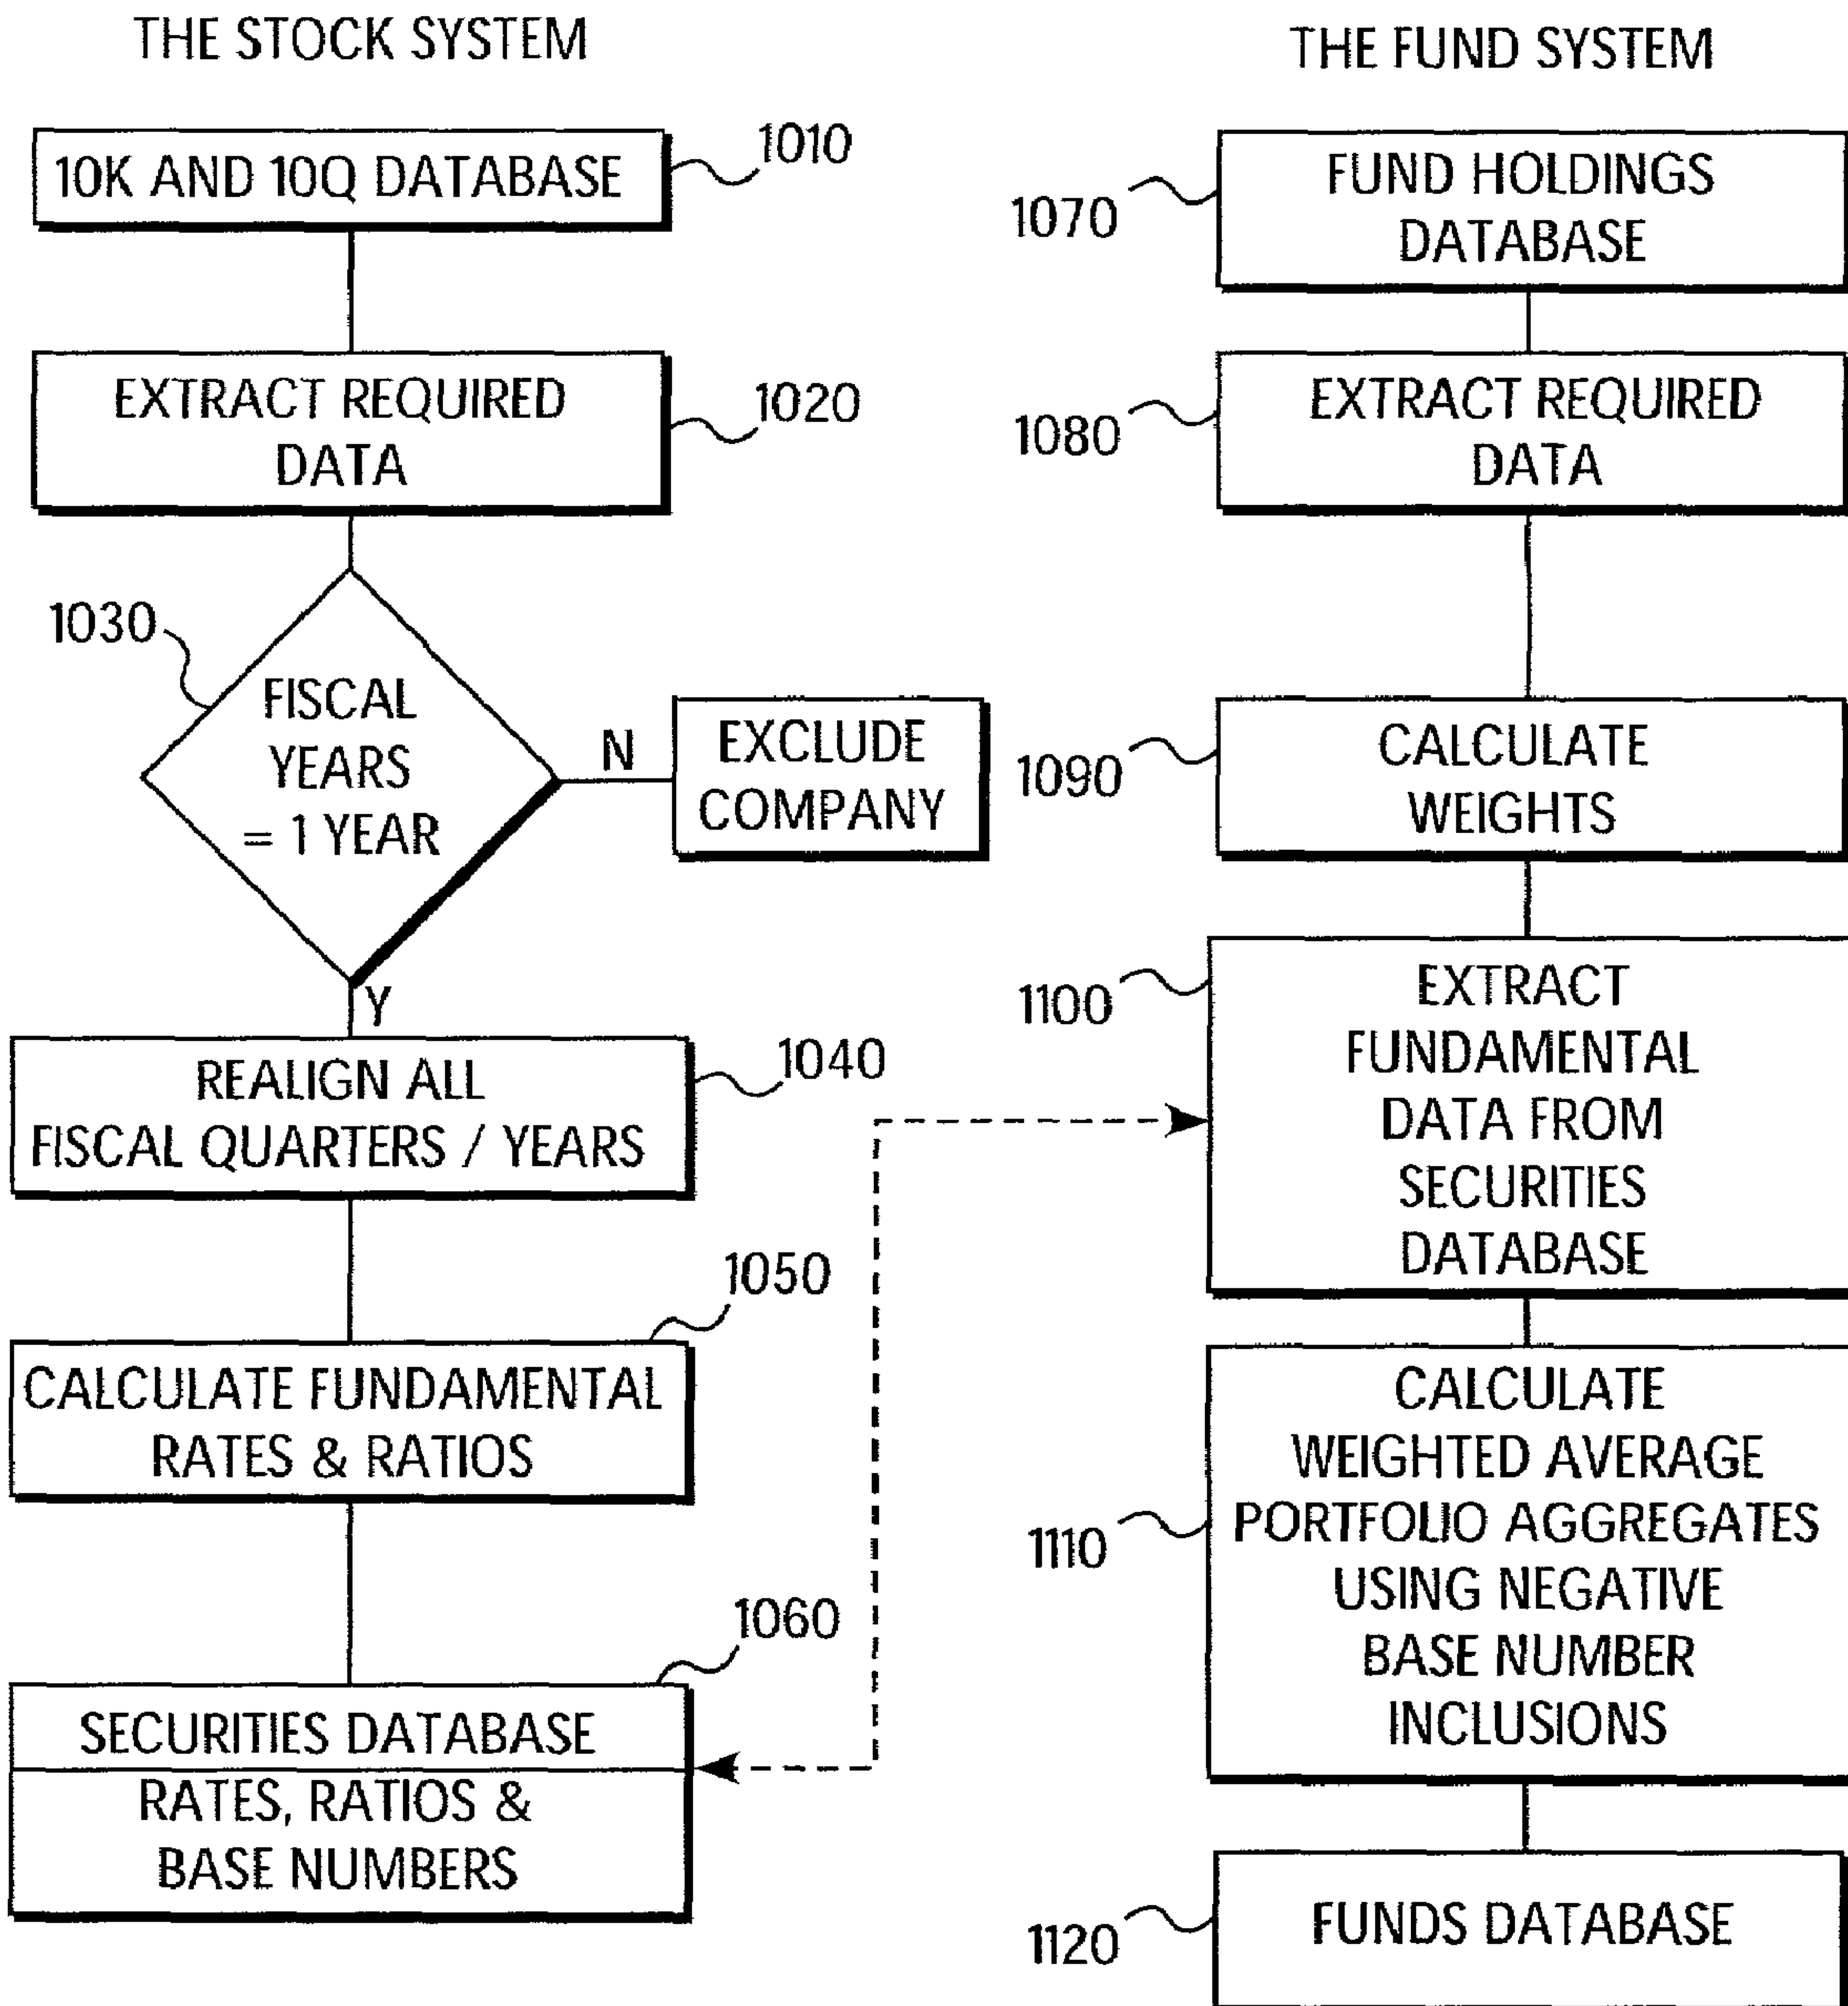 THE STOCK SYSTEM
10K AND 10Q DATABASE
1010
EXTRACT REQUIRED
DATA
1020
1030
FISCAL
YEARS
= 1 YEAR
N
EXCLUDE
COMPANY
Y
REALIGN ALL
FISCAL QUARTERS / YEARS
1040
1050
CALCULATE FUNDAMENTAL
RATES & RATIOS
1060
SECURITIES DATABASE
RATES, RATIOS &
BASE NUMBERS
THE FUND SYSTEM
1070
FUND HOLDINGS
DATABASE
1080
EXTRACT REQUIRED
DATA
1090
CALCULATE
WEIGHTS
1100
EXTRACT
FUNDAMENTAL
DATA FROM
SECURITIES
DATABASE
1110
CALCULATE
WEIGHTED AVERAGE
PORTFOLIO AGGREGATES
USING NEGATIVE
BASE NUMBER
INCLUSIONS
1120
FUNDS DATABASE